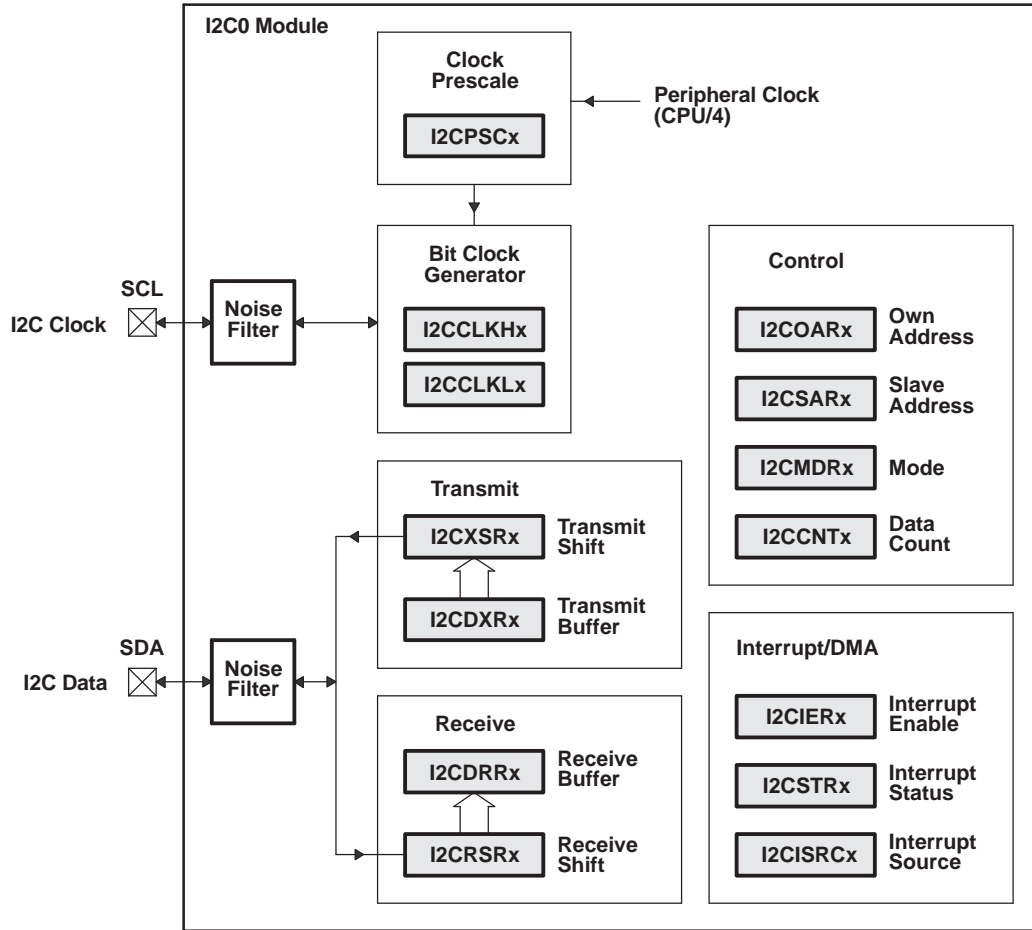 I2C0 Module
Clock
Prescale
I2CPSCx
Peripheral Clock
(CPU/4)
Bit Clock
Generator
I2CCLKHx
I2CCLKLx
SCL
I2C Clock
Noise
Filter
Control
I2COARx
Own
Address
I2CSARx
Slave
Address
I2CMDRx
Mode
I2CCNTx
Data
Count
Transmit
I2CXSRx
Transmit
Shift
I2CDXRx
Transmit
Buffer
SDA
I2C Data
Noise
Filter
Receive
I2CDRRx
Receive
Buffer
I2CRSRx
Receive
Shift
Interrupt/DMA
I2CIERx
Interrupt
Enable
I2CSTRx
Interrupt
Status
I2CISRCx
Interrupt
Source